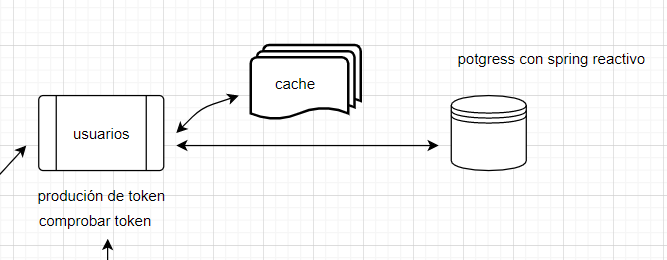 potgress con spring reactivo
cache
usuarios
produción de token
comprobar token